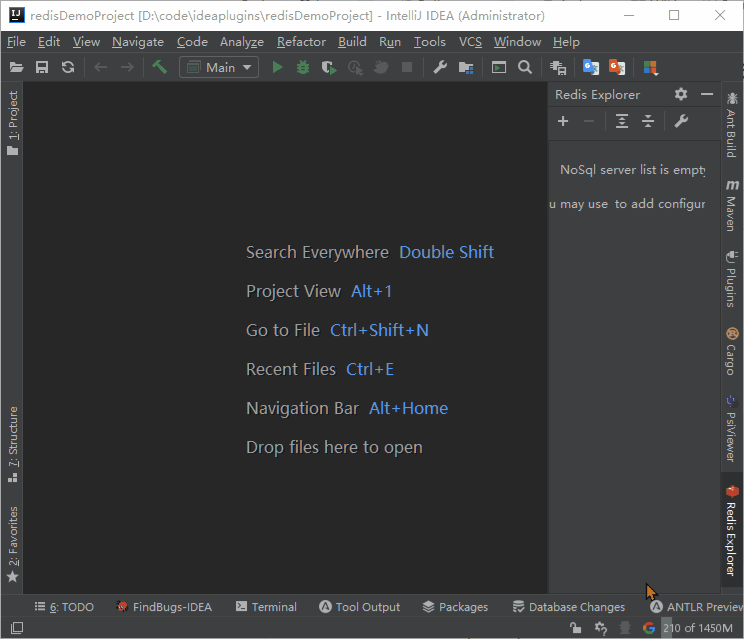 redisDemoProject [D:\code\ideaplugins\redisDemoProject] - IntelliJ IDEA (Administrator)
File Edit View Navigate Code Analyze Refactor Build Run Tools VCS Window Help
Main
1: Project
7: Structure
2: Favorites
Search Everywhere Double Shift
Project View Alt+1
Go to File Ctrl+Shift+N
Recent Files Ctrl+E
Navigation Bar Alt+Home
Drop files here to open
Redis Explorer
NoSql server list is empty
u may use to add configur
Ant Build
Maven
Plugins
Cargo
PsiViewer
Redis Explorer
6: TODO FindBugs-IDEA Terminal Tool Output Packages Database Changes ANTLR Preview
210 of 1450M